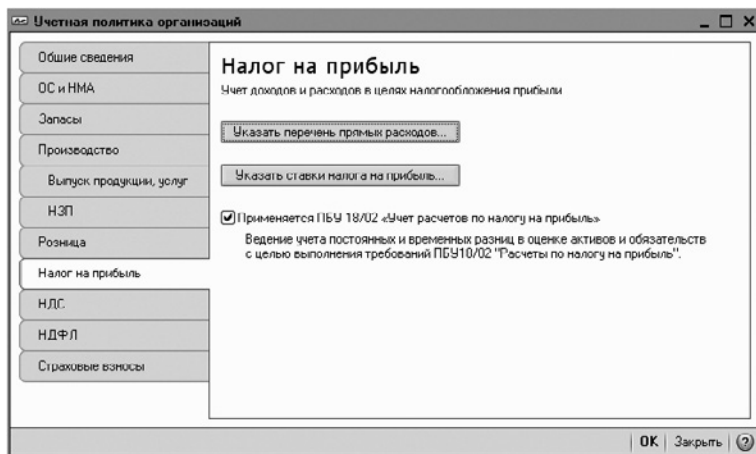 Учетная политика организаций
Общие сведения
ОС и НМА
Запасы
Производство
Выпуск продукции, услуг
НЗП
Розница
Налог на прибыль
НДС
НДФЛ
Страховые взносы
Налог на прибыль
Учет доходов и расходов в целях налогообложения прибыли
Указать перечень прямых расходов...
Указать ставки налога на прибыль...
Применяется ПБУ 18/02 «Учет расчетов по налогу на прибыль»
Ведение учета постоянных и временных разниц в оценке активов и обязательств
с целью выполнения требований ПБУ10/02 "Расчеты по налогу на прибыль".
OK Закрыть ?